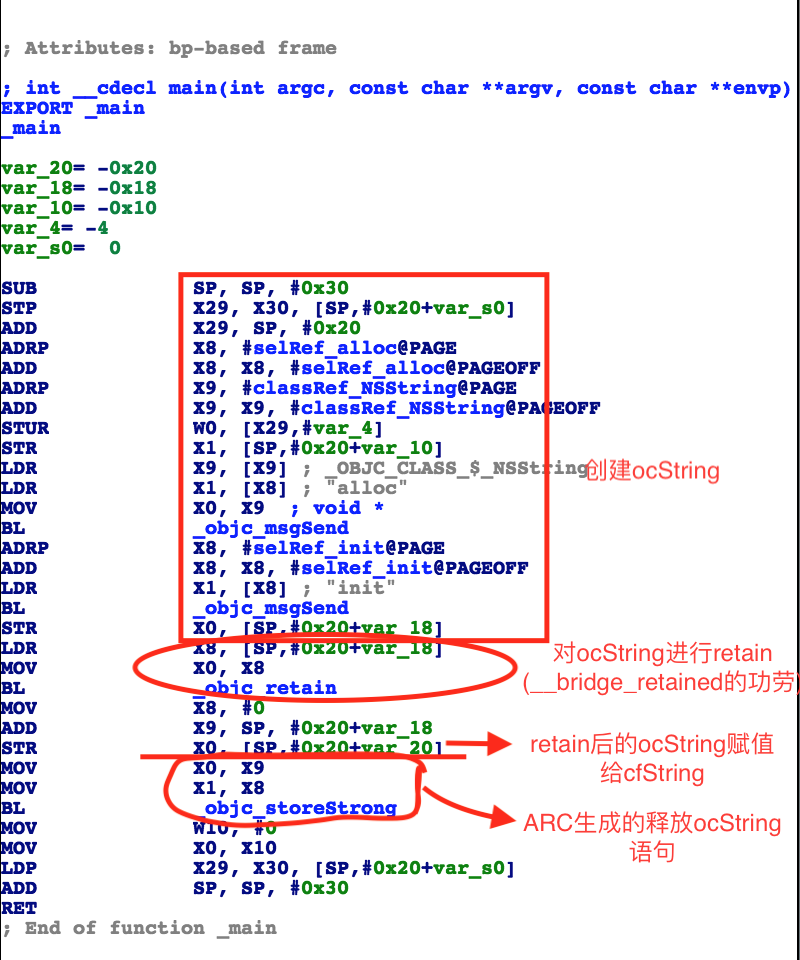 ; Attributes: bp-based frame
; int __cdecl main(int argc, const char **argv, const char **envp)
EXPORT _main
_main
var_20= -0x20
var_18= -0x18
var_10= -0x10
var_4= -4
var_s0= 0
SUB SP, SP, #0x30
STP X29, X30, [SP,#0x20+var_s0]
ADD X29, SP, #0x20
ADRP X8, #selRef_alloc@PAGE
ADD X8, X8, #selRef_alloc@PAGEOFF
ADRP X9, #classRef_NSString@PAGE
ADD X9, X9, #classRef_NSString@PAGEOFF
STUR W0, [X29,#var_4]
STR X1, [SP,#0x20+var_10]
LDR X9, [X9] ; _OBJC_CLASS_$_NSString
创建ocString
LDR X1, [X8] ; "alloc"
MOV X0, X9 ; void *
BL _objc_msgSend
ADRP X8, #selRef_init@PAGE
ADD X8, X8, #selRef_init@PAGEOFF
LDR X1, [X8] ; "init"
BL _objc_msgSend
STR X0, [SP,#0x20+var_18]
LDR X8, [SP,#0x20+var_18]
MOV X0, X8
BL _objc_retain
对ocString进行retain
(__bridge_retained的功劳)
MOV X8, #0
ADD X9, SP, #0x20+var_18
STR X0, [SP,#0x20+var_20]
retain后的ocString赋值
给cfString
MOV X0, X9
MOV X1, X8
BL _objc_storeStrong
ARC生成的释放ocString
语句
MOV W10, #0
MOV X0, X10
LDP X29, X30, [SP,#0x20+var_s0]
ADD SP, SP, #0x30
RET
; End of function _main